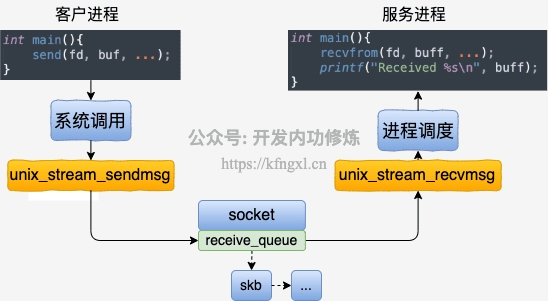 客户进程
int main(){
    send(fd, buf, ...);
}
系统调用
unix_stream_sendmsg
服务进程
int main(){
    recvfrom(fd, buff, ...);
    printf("Received %s\n", buff);
}
进程调度
unix_stream_recvmsg
公众号: 开发内功修炼
https://kfngxl.cn
socket
receive_queue
skb
...